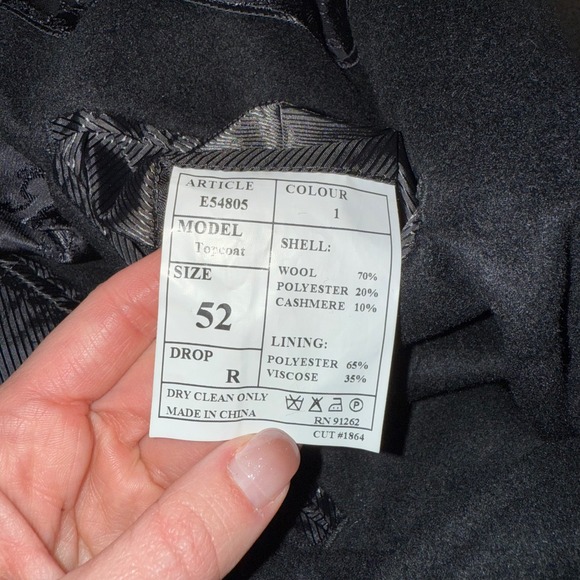 ARTICLE
E54805
COLOUR
1
MODEL
Topcoat
SIZE
52
DROP
R
SHELL:
WOOL 70%
POLYESTER 20%
CASHMERE 10%
LINING:
POLYESTER 65%
VISCOSE 35%
DRY CLEAN ONLY
MADE IN CHINA
P
RN 91262
CUT #1864